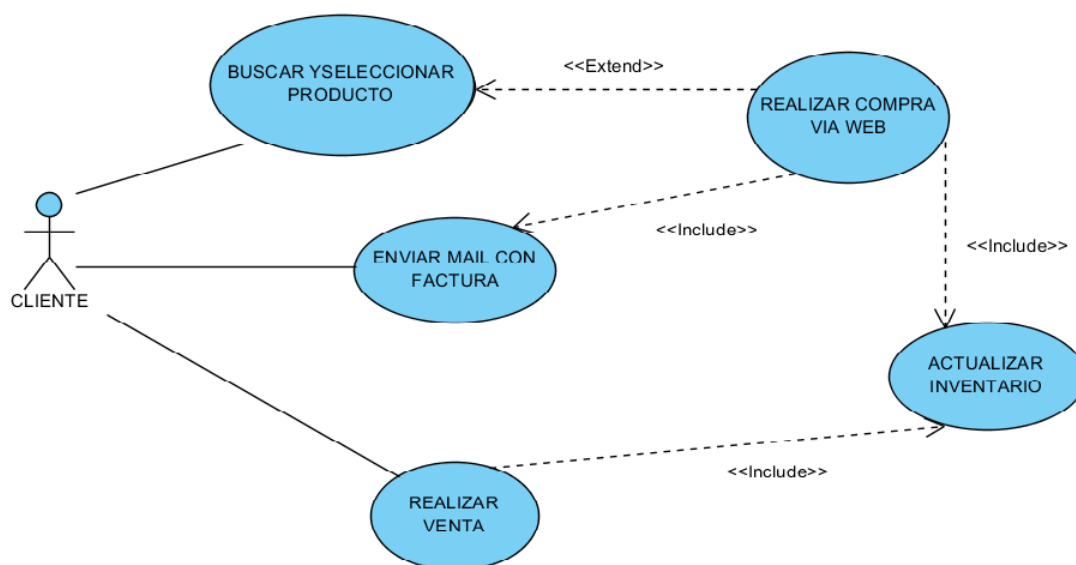 BUSCAR YSELECCIONAR
PRODUCTO
<<Extend>>
REALIZAR COMPRA
VIA WEB
<<Include>>
<<Include>>
ENVIAR MAIL CON
FACTURA
CLIENTE
ACTUALIZAR
INVENTARIO
<<Include>>
REALIZAR
VENTA